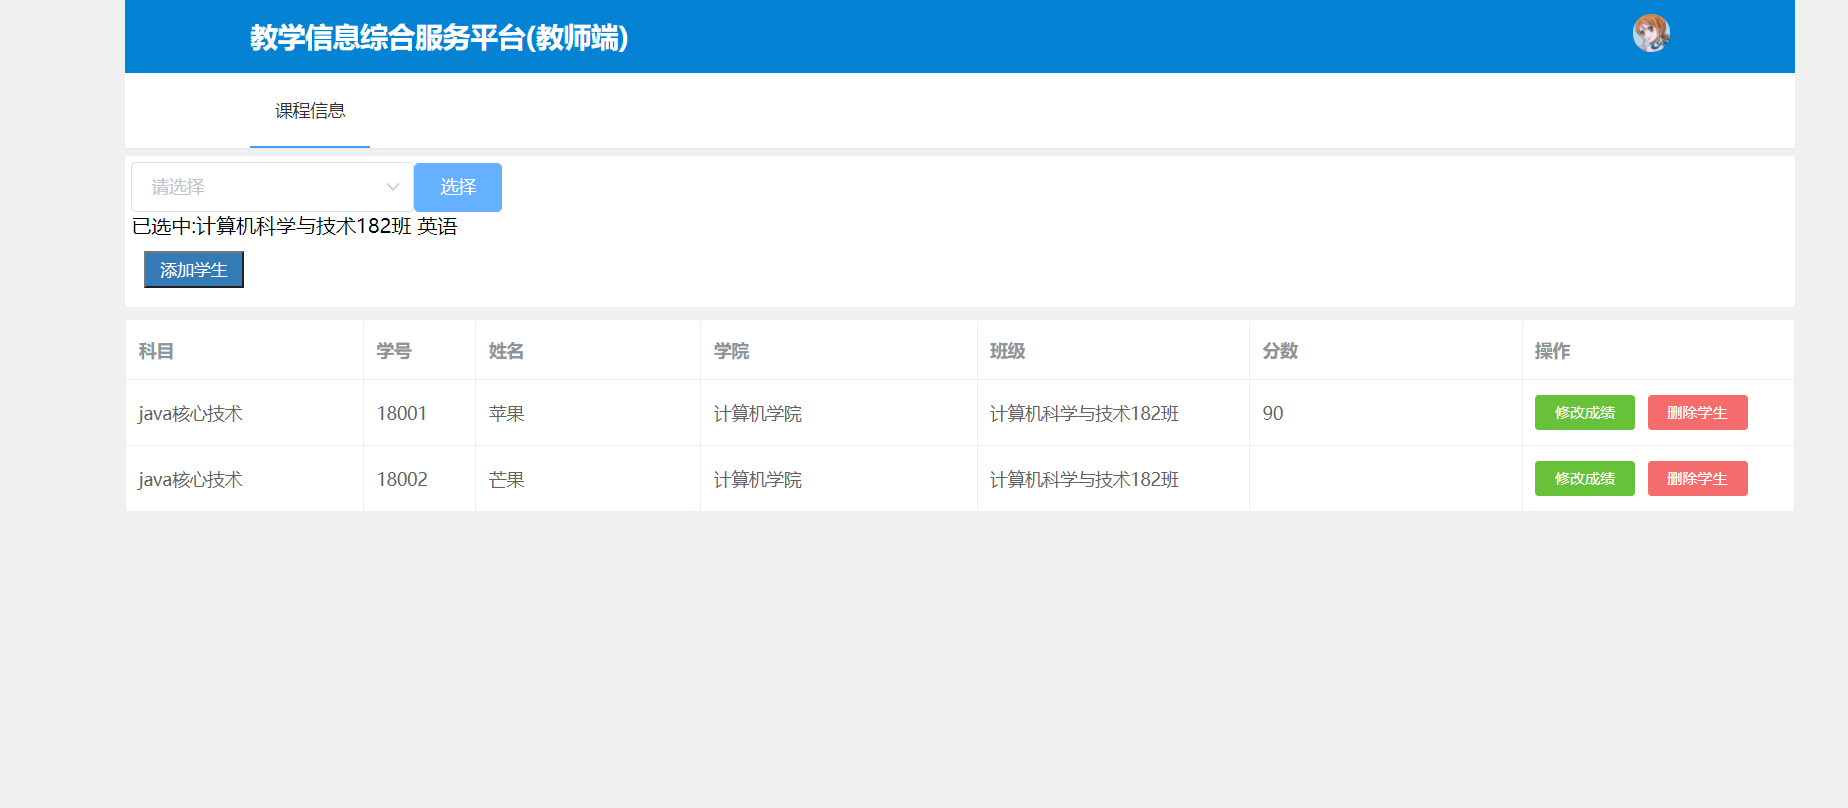 教学信息综合服务平台(教师端)
课程信息
请选择 选择
已选中:计算机科学与技术182班 英语
添加学生
科目 学号 姓名 学院 班级 分数 操作
java核心技术 18001 苹果 计算机学院 计算机科学与技术182班 90 修改成绩 删除学生
java核心技术 18002 芒果 计算机学院 计算机科学与技术182班 修改成绩 删除学生